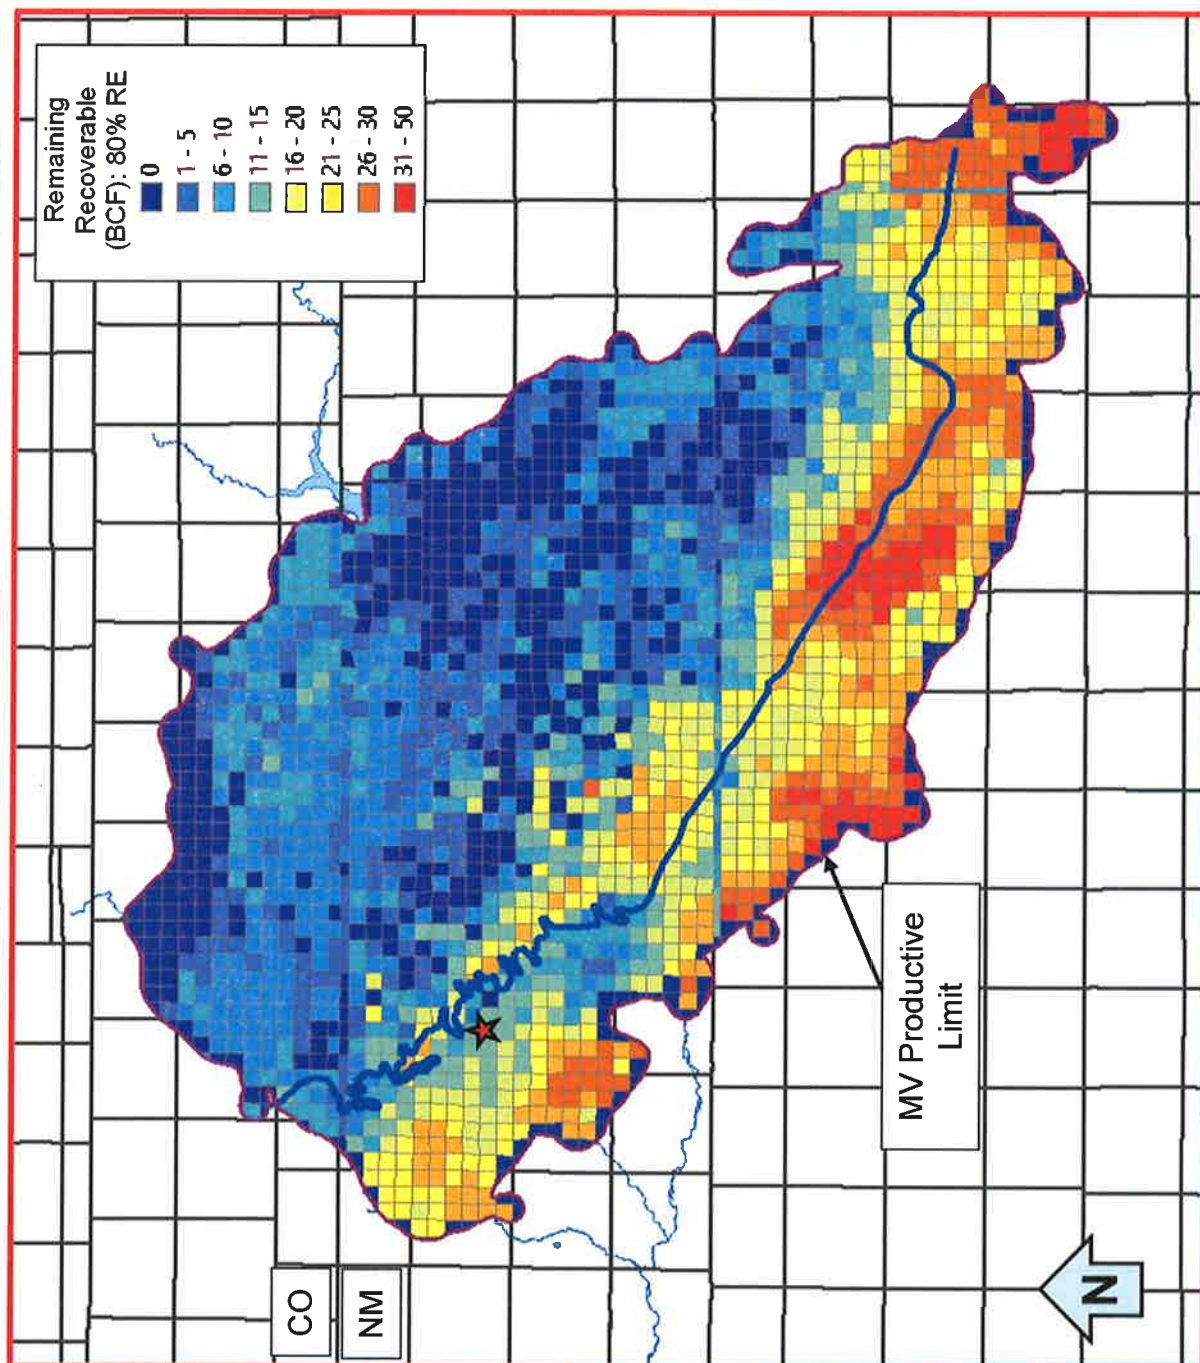 Remaining
Recoverable
(BCF): 80% RE
0
1 - 5
6 - 10
11 - 15
16 - 20
21 - 25
26 - 30
31 - 50
MV Productive
Limit
CO
NM
N